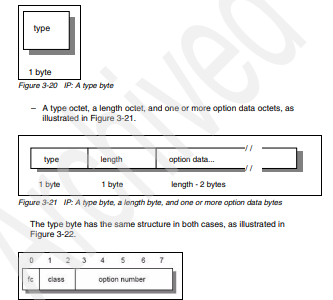 type
1 byte
Figure 3-20 IP: A type byte
– A type octet, a length octet, and one or more option data octets, as
illustrated in Figure 3-21.
type length option data...
1 byte 1 byte length - 2 bytes
Figure 3-21 IP: A type byte, a length byte, and one or more option data bytes
The type byte has the same structure in both cases, as illustrated in
Figure 3-22.
0 1 2 3 4 5 6 7
fc class option number